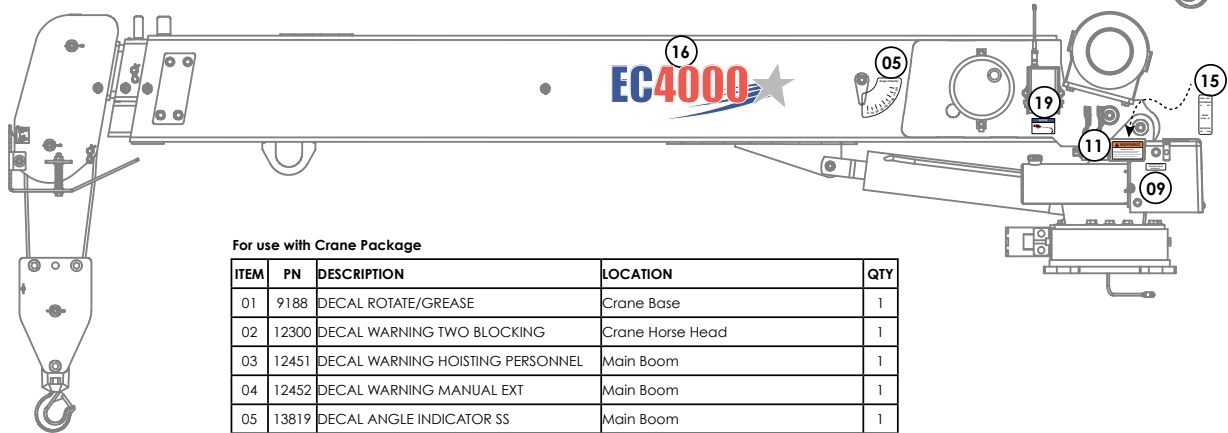 16
EC4000
05
19
15
11
WARNING
09
For use with Crane Package
ITEM PN DESCRIPTION LOCATION QTY
01 9188 DECAL ROTATE/GREASE Crane Base 1
02 12300 DECAL WARNING TWO BLOCKING Crane Horse Head 1
03 12451 DECAL WARNING HOISTING PERSONNEL Main Boom 1
04 12452 DECAL WARNING MANUAL EXT Main Boom 1
05 13819 DECAL ANGLE INDICATOR SS Main Boom 1